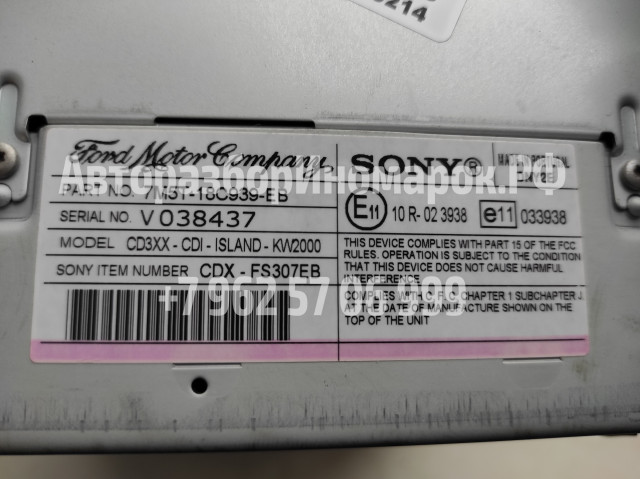 0214
Ford Motor Company
PART NO. 7M5T-18C939-EB
SERIAL NO. V 038437
MODEL CD3XX - CDI - ISLAND - KW2000
SONY ITEM NUMBER CDX - FS307EB
SONY®
E11 10 R- 02 3938 e11 033938
THIS DEVICE COMPLIES WITH PART 15 OF THE FCC
RULES. OPERATION IS SUBJECT TO THE CONDITION
THAT THIS DEVICE DOES NOT CAUSE HARMFUL
INTERFERENCE
COMPLIES WITH C.F.R. CHAPTER 1 SUBCHAPTER J
AT THE DATE OF MANUFACTURE SHOWN ON THE
TOP OF THE UNIT
АвторазборИномарок.РФ